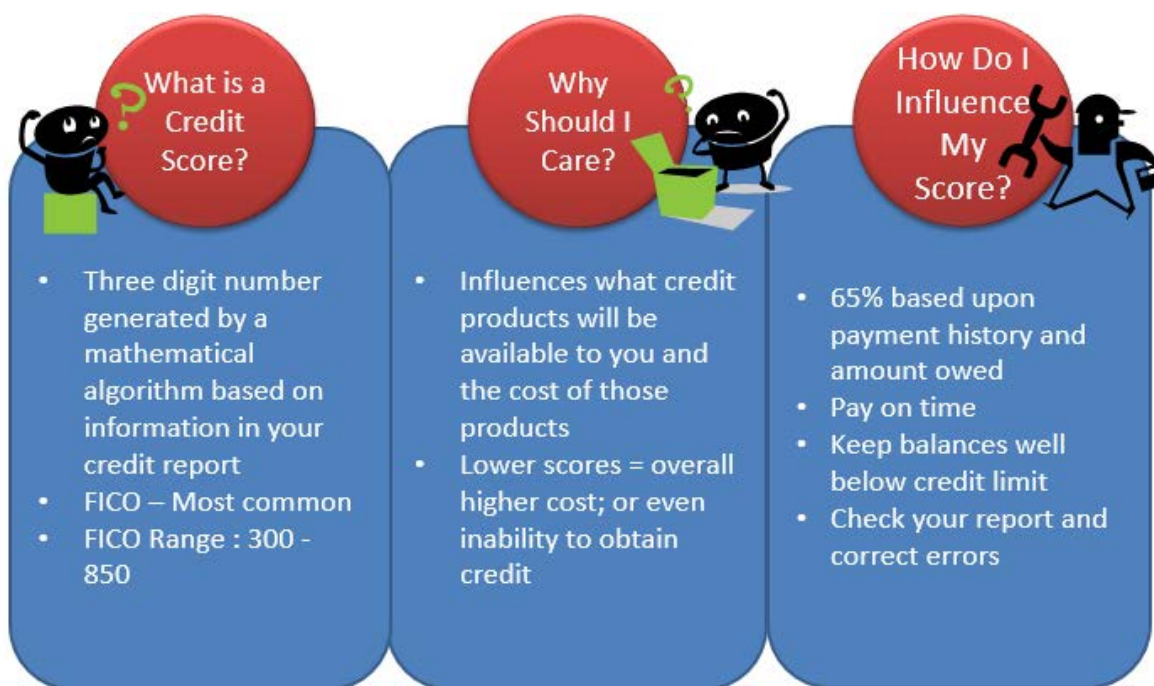 What is a
Credit
Score?
• Three digit number
generated by a
mathematical
algorithm based on
information in your
credit report
• FICO – Most common
• FICO Range : 300 -
850
Why
Should I
Care?
• Influences what credit
products will be
available to you and
the cost of those
products
• Lower scores = overall
higher cost; or even
inability to obtain
credit
How Do I
Influence
My
Score?
• 65% based upon
payment history and
amount owed
• Pay on time
• Keep balances well
below credit limit
• Check your report and
correct errors